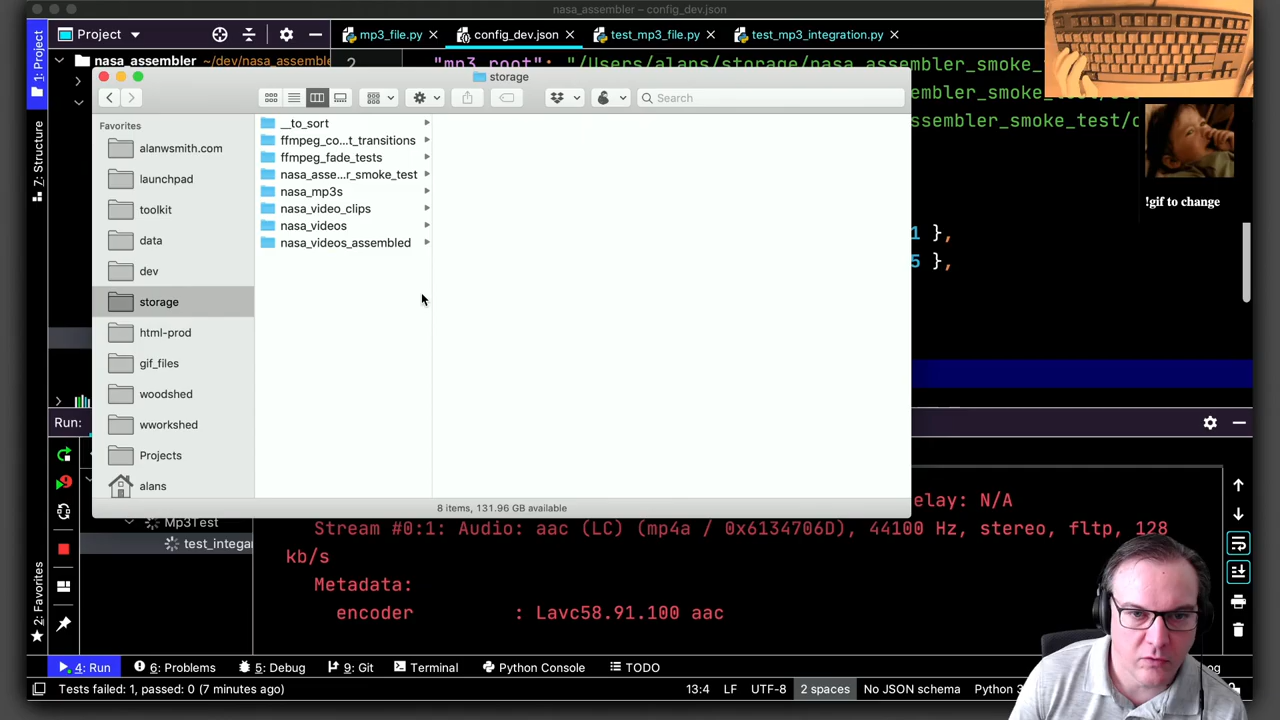 nasa_assembler – config_dev.json
Project
mp3_file.py
config_dev.json
test_mp3_file.py
test_mp3_integration.py
1: Project
7: Structure
2: Favorites
nasa_assembler ~/dev/nasa_assemble
2
"mp3_root": "/Users/alans/storage/nasa_assembler_smoke_
storage
Search
Favorites
alanwsmith.com
launchpad
toolkit
data
dev
storage
html-prod
gif_files
woodshed
wworkshed
Projects
alans
__to_sort
ffmpeg_co...t_transitions
ffmpeg_fade_tests
nasa_asse...r_smoke_test
nasa_mp3s
nasa_video_clips
nasa_videos
nasa_videos_assembled
8 items, 131.96 GB available
embler_smoke_test/
assembler_smoke_test/
1 },
5 },
!gif to change
Run:
Mp3Test
test_intega
elay: N/A
Stream #0:1: Audio: aac (LC) (mp4a / 0x6134706D), 44100 Hz, stereo, fltp, 128
kb/s
Metadata:
encoder : Lavc58.91.100 aac
4: Run
6: Problems
5: Debug
9: Git
Terminal
Python Console
TODO
Tests failed: 1, passed: 0 (7 minutes ago)
13:4
LF
UTF-8
2 spaces
No JSON schema
Python 3